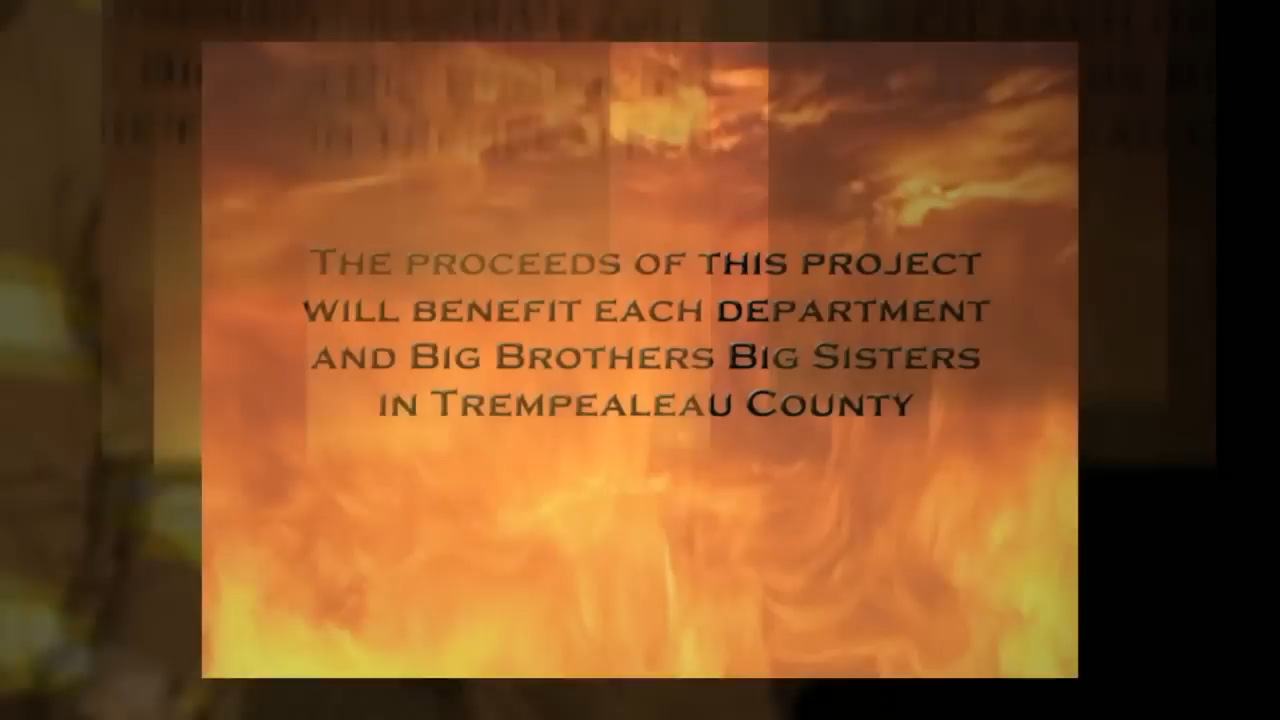 The proceeds of this project
will benefit each department
and Big Brothers Big Sisters
in Trempealeau County